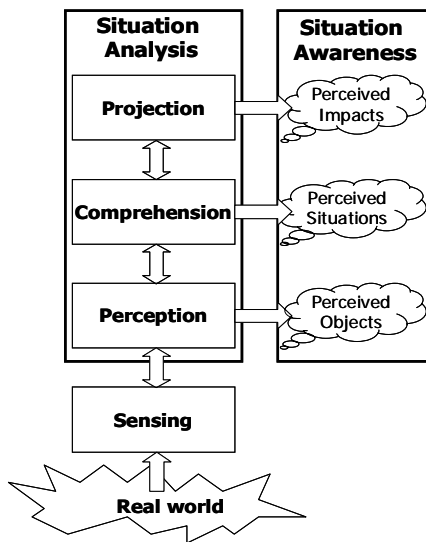 Situation
Analysis
Situation
Awareness
Projection
Perceived
Impacts
Comprehension
Perceived
Situations
Perception
Perceived
Objects
Sensing
Real world